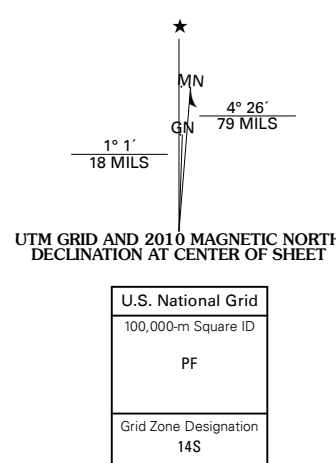 ★
MN
GN
4° 26´
79 MILS
1° 1´
18 MILS
UTM GRID AND 2010 MAGNETIC NORTH
DECLINATION AT CENTER OF SHEET
U.S. National Grid
100,000-m Square ID
PF
Grid Zone Designation
14S